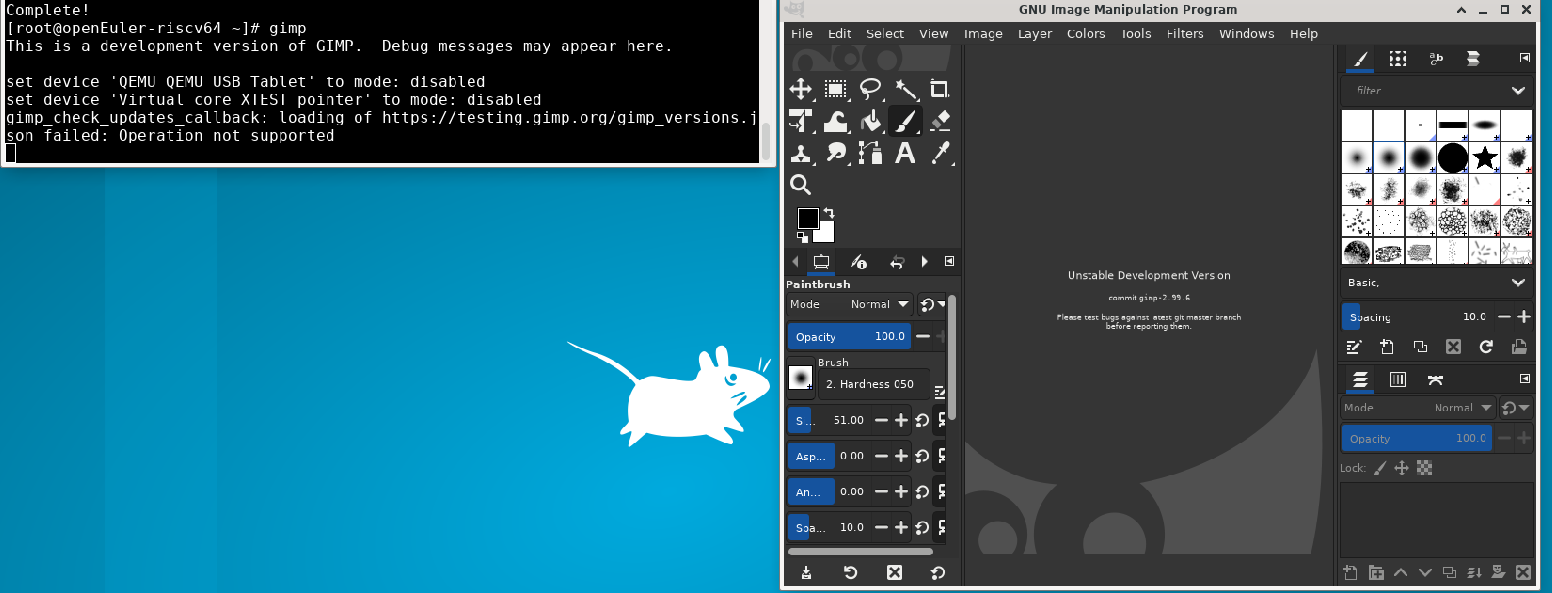 Complete!
[root@openEuler-riscv64 ~]# gimp
This is a development version of GIMP.  Debug messages may appear here.
set device 'QEMU QEMU USB Tablet' to mode: disabled
set device 'Virtual core XTEST pointer' to mode: disabled
gimp_check_updates_callback: loading of https://testing.gimp.org/gimp_versions.j
son failed: Operation not supported
GNU Image Manipulation Program
File Edit Select View Image Layer Colors Tools Filters Windows Help
Paintbrush
Mode Normal
Opacity 100.0
Brush
2. Hardness 050
S... 51.00
Asp... 0.00
An... 0.00
Spa... 10.0
Unstable Development Version
commit gimp-2.99.6
Please test bugs against latest git master branch
before reporting them.
filter
Basic,
Spacing 10.0
Mode Normal
Opacity 100.0
Lock: